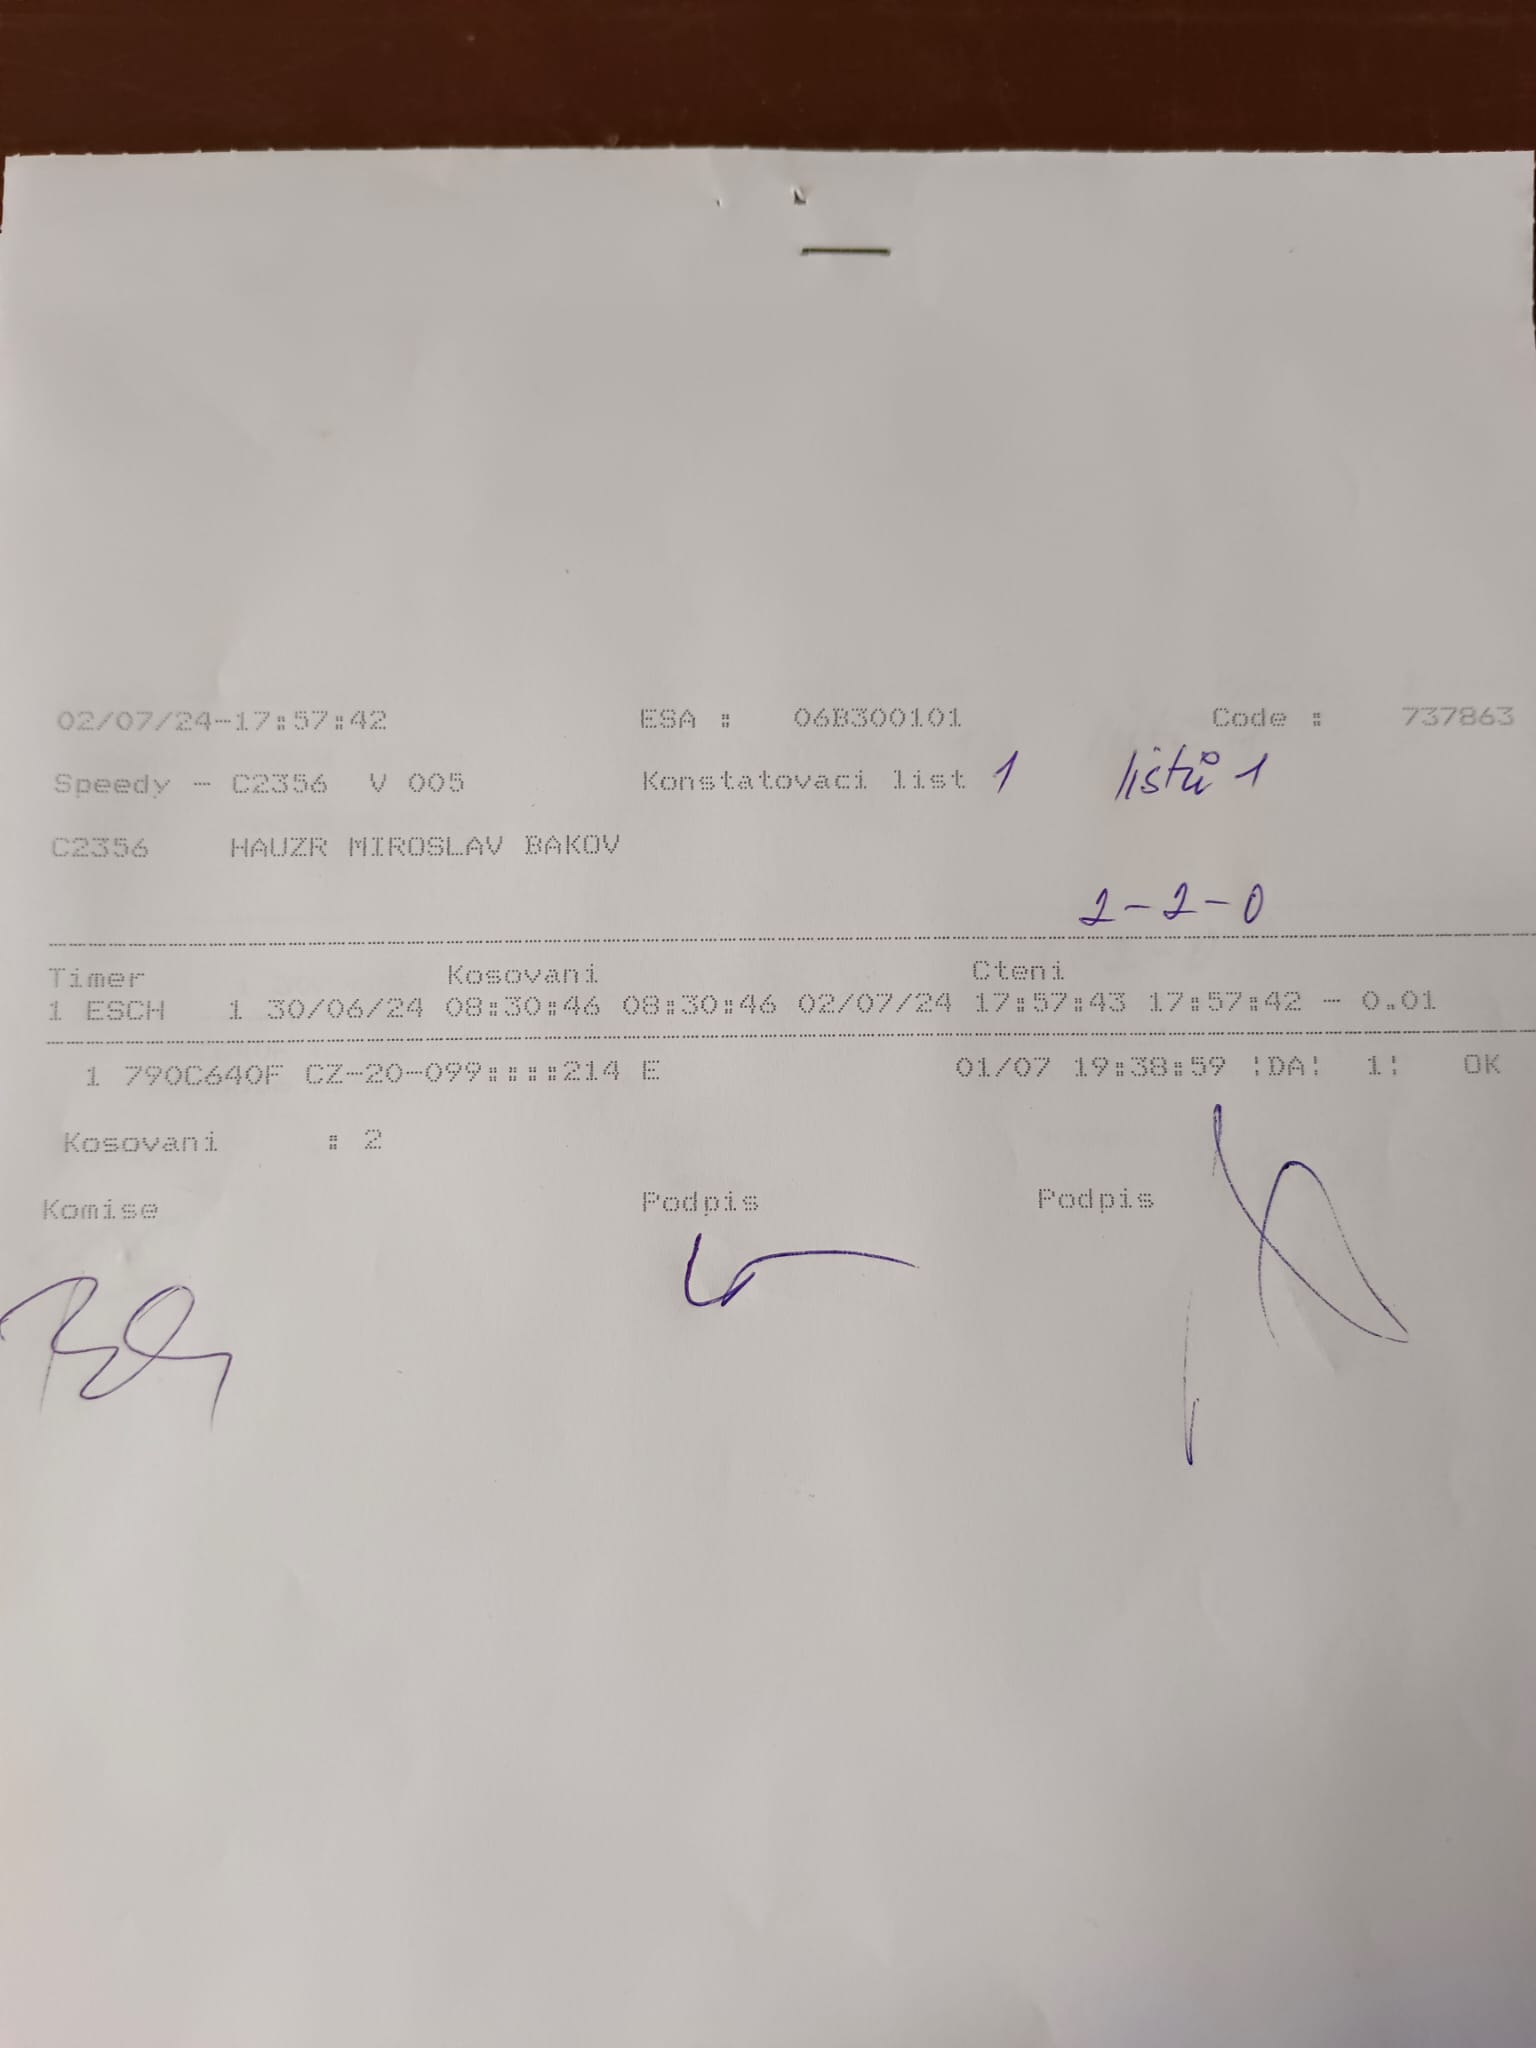 02/07/24-17:57:42 ESA : 06B300101 Code : 737863
Speedy - C2356 V 005 Konstatovaci list 1 listů 1
C2356 HAUZR MIROSLAV BAKOV
2-2-0
Timer Kosovani Cteni
1 ESCH 1 30/06/24 08:30:46 08:30:46 02/07/24 17:57:43 17:57:42 - 0.01
1 790C640F CZ-20-099::::214 E 01/07 19:38:59 ¦DA¦ 1¦ OK
Kosovani : 2
Komise Podpis Podpis